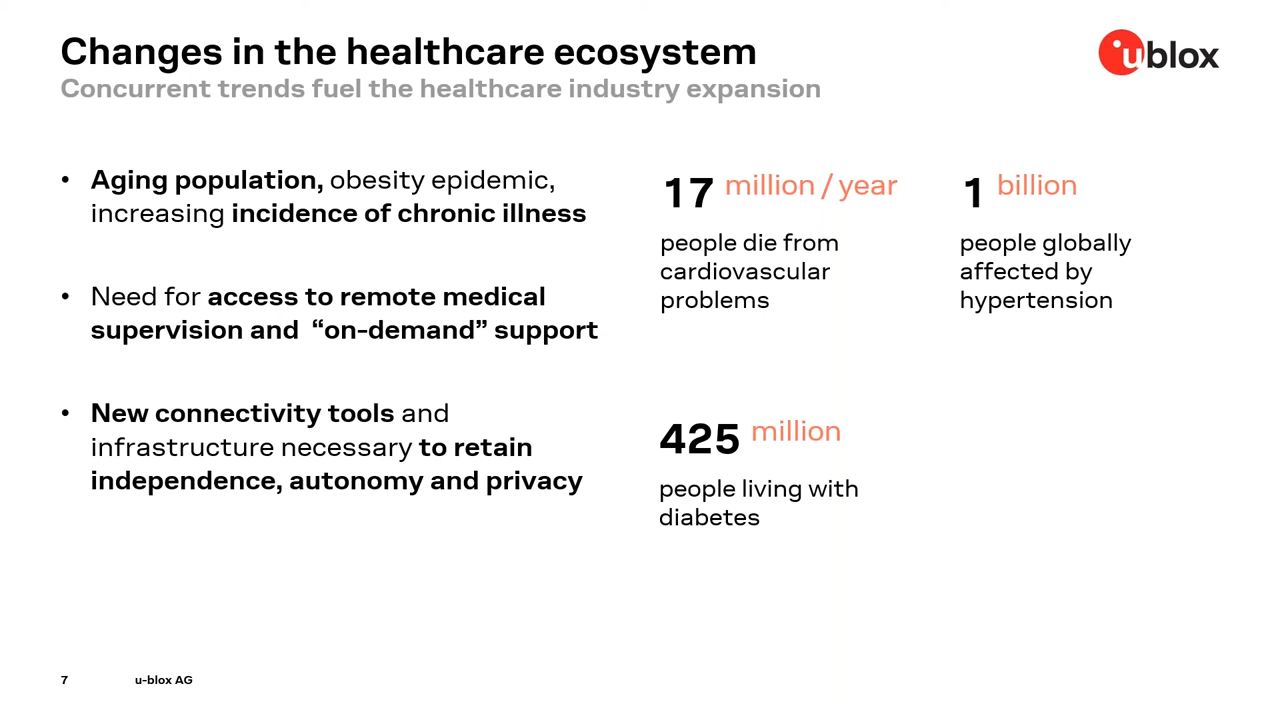 Changes in the healthcare ecosystem
Concurrent trends fuel the healthcare industry expansion
ublox
• Aging population, obesity epidemic,
increasing incidence of chronic illness
• Need for access to remote medical
supervision and  “on-demand” support
• New connectivity tools and
infrastructure necessary to retain
independence, autonomy and privacy
17 million / year
people die from
cardiovascular
problems
1 billion
people globally
affected by
hypertension
425 million
people living with
diabetes
7 u-blox AG